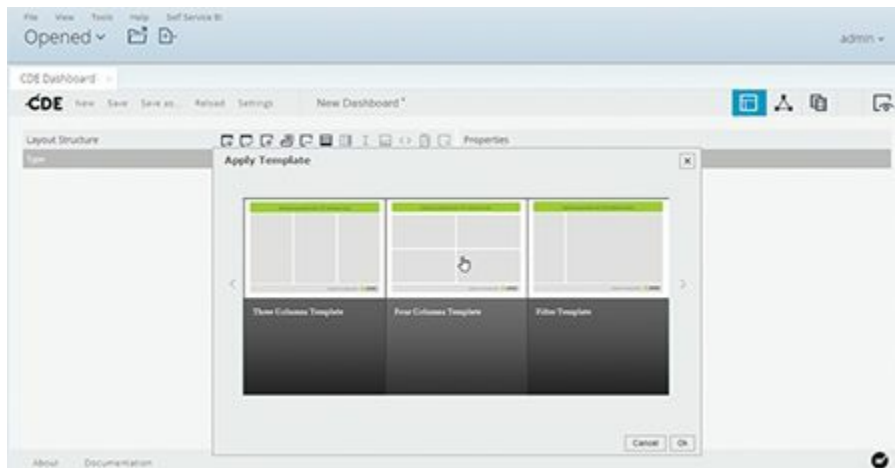 File View Tools Help Self Service BI
Opened
admin
CDE Dashboard
CDE New Save Save as... Reload Settings New Dashboard *
Layout Structure
Properties
Type
Apply Template
Three Columns Template
Four Columns Template
Filter Template
Cancel Ok
About Documentation